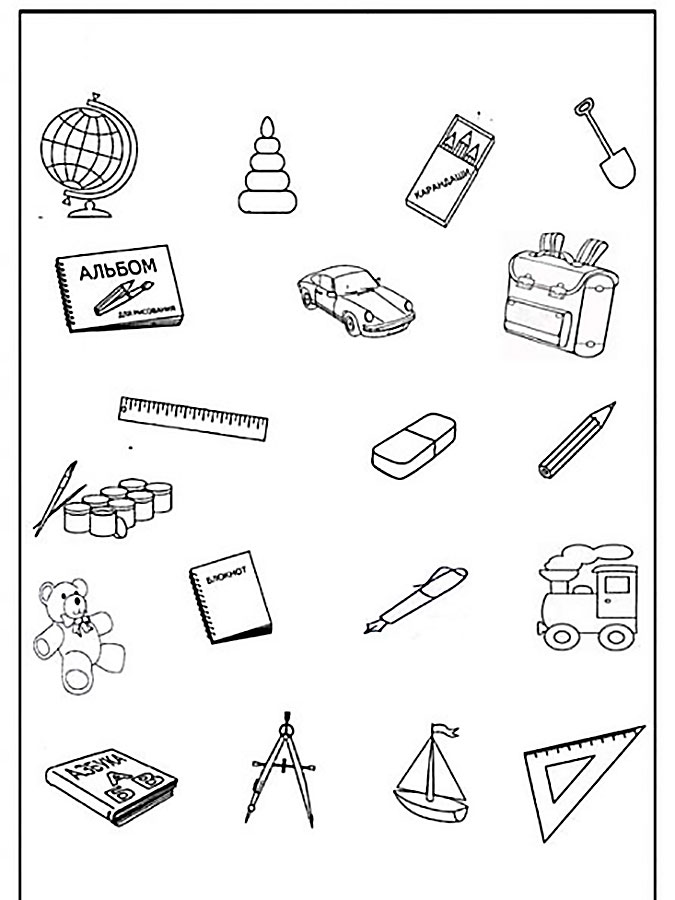 КАРАНДАШИ
АЛЬБОМ
ДЛЯ РИСОВАНИЯ
БЛОКНОТ
АЗБУКА
А
Б В